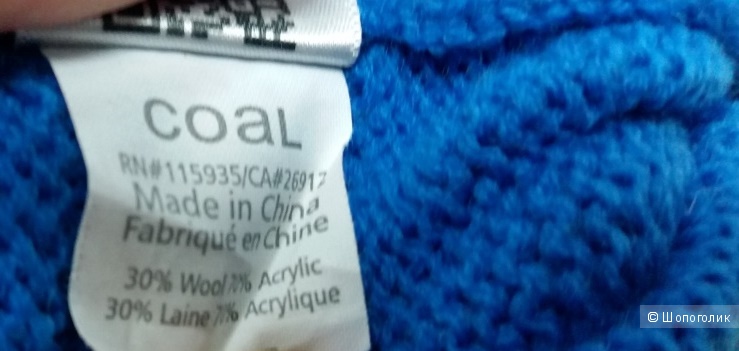 coaL
RN#115935/CA#26917
Made in China
Fabriqué en Chine
30% Wool 70% Acrylic
30% Laine 70% Acrylique
© Шопоголик